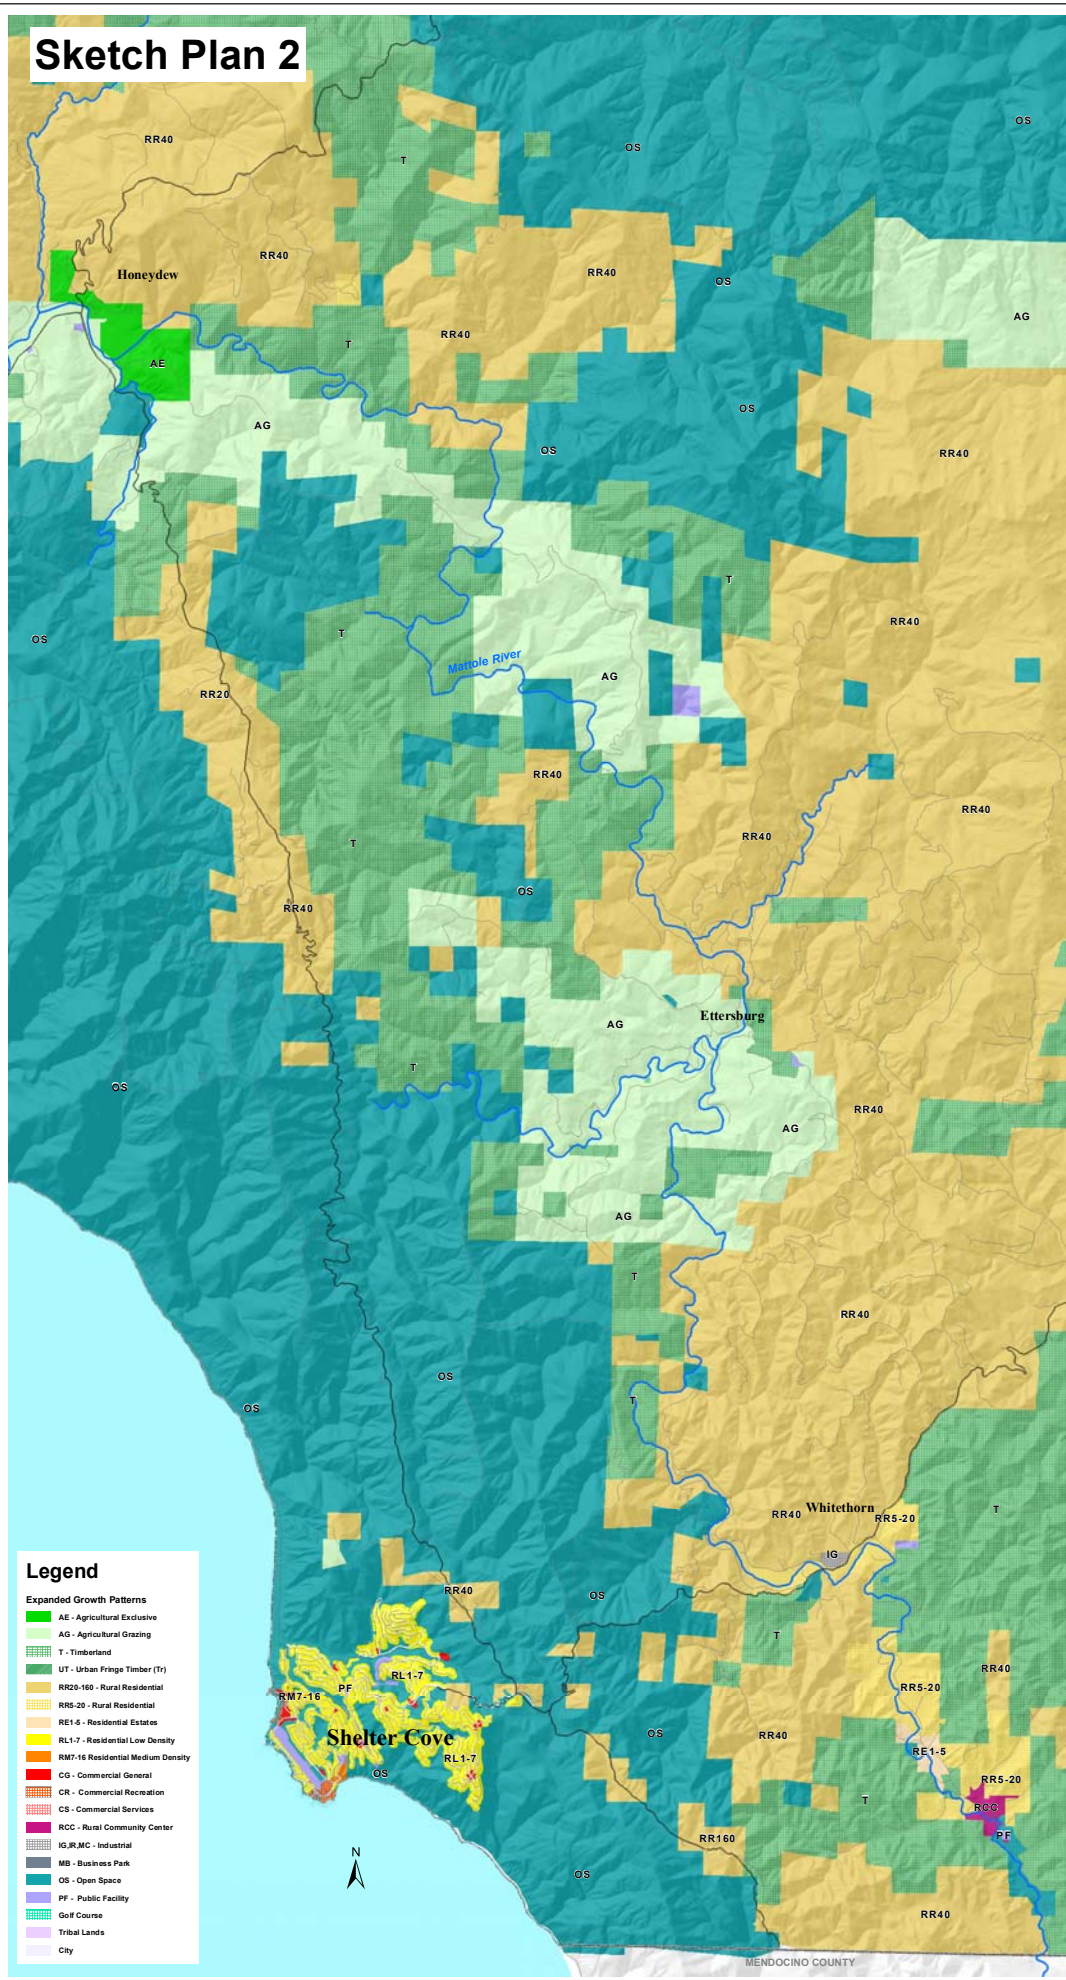 Sketch Plan 2
OS
OS
RR40
T
RR40
Honeydew
RR40
OS
AG
RR40
T
AE
OS
AG
OS
RR40
T
RR40
T
OS
Mattole River
AG
RR20
RR40
RR40
RR40
T
OS
RR40
Ettersburg
AG
T
OS
RR40
AG
AG
T
RR40
OS
T
OS
Whitethorn
RR40
RR5-20
T
IG
RR40
OS
T
RR40
RL1-7
PF
RR5-20
RM7-16
OS
RR40
Shelter Cove
RE1-5
RL1-7
OS
RR5-20
T
RCC
PF
RR160
OS
RR40
N
MENDOCINO COUNTY
Legend
Expanded Growth Patterns
AE - Agricultural Exclusive
AG - Agricultural Grazing
T - Timberland
UT - Urban Fringe Timber (Tr)
RR20-160 - Rural Residential
RR5-20 - Rural Residential
RE1-5 - Residential Estates
RL1-7 - Residential Low Density
RM7-16 Residential Medium Density
CG - Commercial General
CR - Commercial Recreation
CS - Commercial Services
RCC - Rural Community Center
IG,IR,MC - Industrial
MB - Business Park
OS - Open Space
PF - Public Facility
Golf Course
Tribal Lands
City